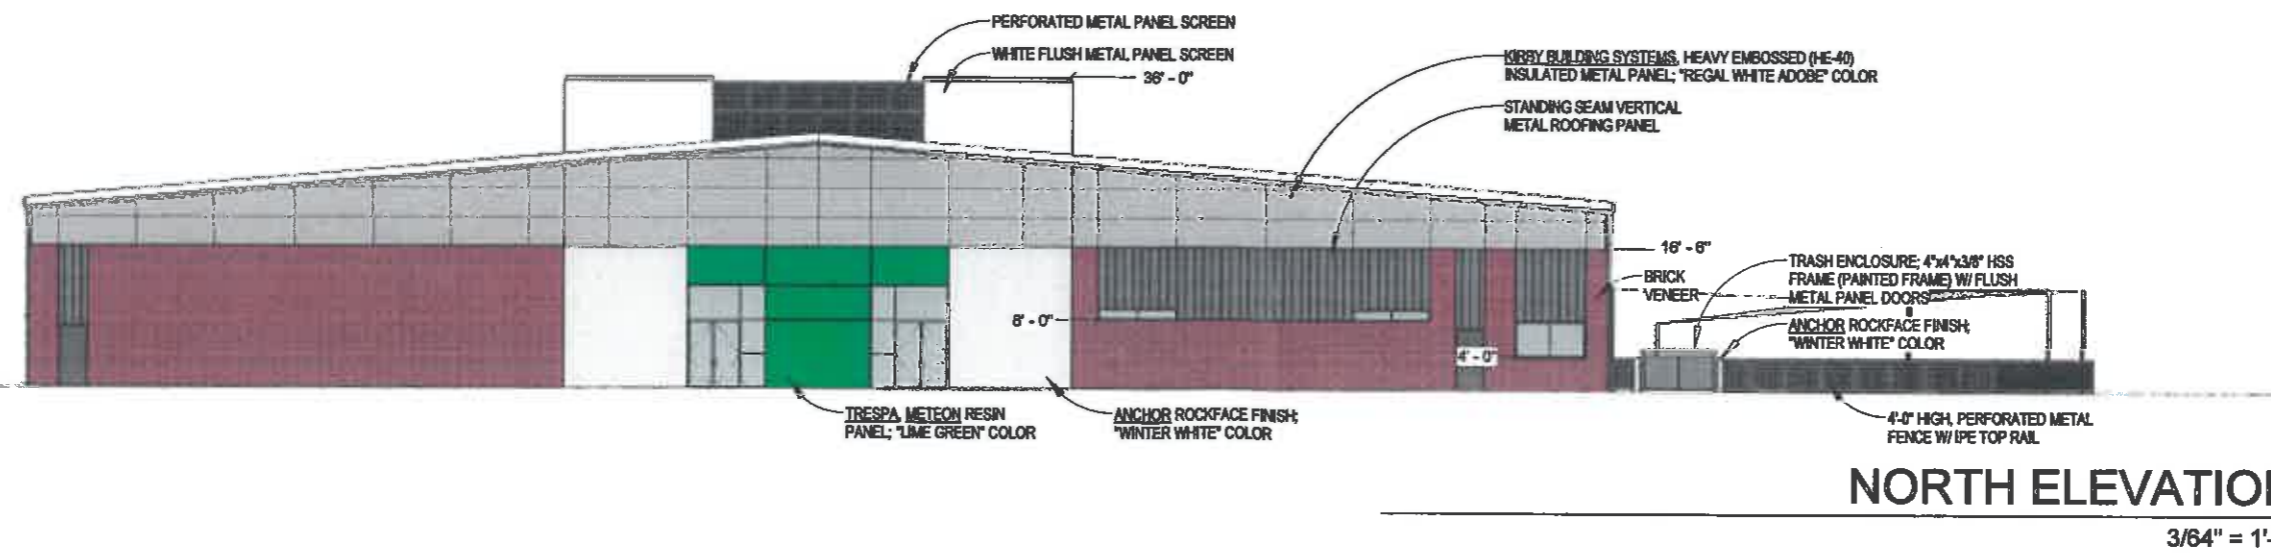 PERFORATED METAL PANEL SCREEN
WHITE FLUSH METAL PANEL SCREEN
36' - 0"
KIRBY BUILDING SYSTEMS, HEAVY EMBOSSED (HE-40)
INSULATED METAL PANEL; "REGAL WHITE ADOBE" COLOR
STANDING SEAM VERTICAL
METAL ROOFING PANEL
16' - 6"
BRICK
VENEER
TRASH ENCLOSURE; 4"x4"x3/8" HSS
FRAME (PAINTED FRAME) W/ FLUSH
METAL PANEL DOORS
ANCHOR ROCKFACE FINISH;
"WINTER WHITE" COLOR
8' - 0"
4' - 0"
TRESPA, METEON RESIN
PANEL; "LIME GREEN" COLOR
ANCHOR ROCKFACE FINISH;
"WINTER WHITE" COLOR
4'-0" HIGH, PERFORATED METAL
FENCE W/ IPE TOP RAIL
NORTH ELEVATION
3/64" = 1'-